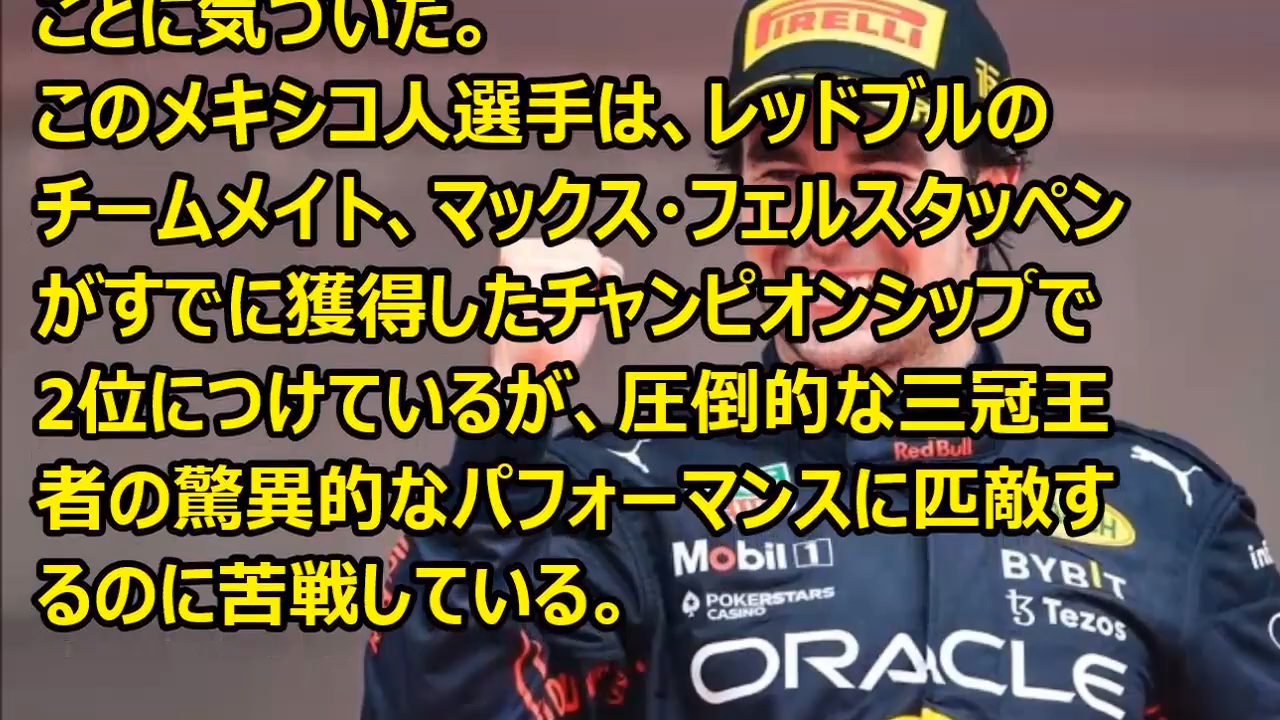 ことに気づいた。
このメキシコ人選手は、レッドブルの
チームメイト、マックス・フェルスタッペン
がすでに獲得したチャンピオンシップで
2位につけているが、圧倒的な三冠王
者の驚異的なパフォーマンスに匹敵す
るのに苦戦している。
PIRELLI
Red Bull
Mobil 1
POKERSTARS
CASINO
BYBIT
Tezos
ORACLE